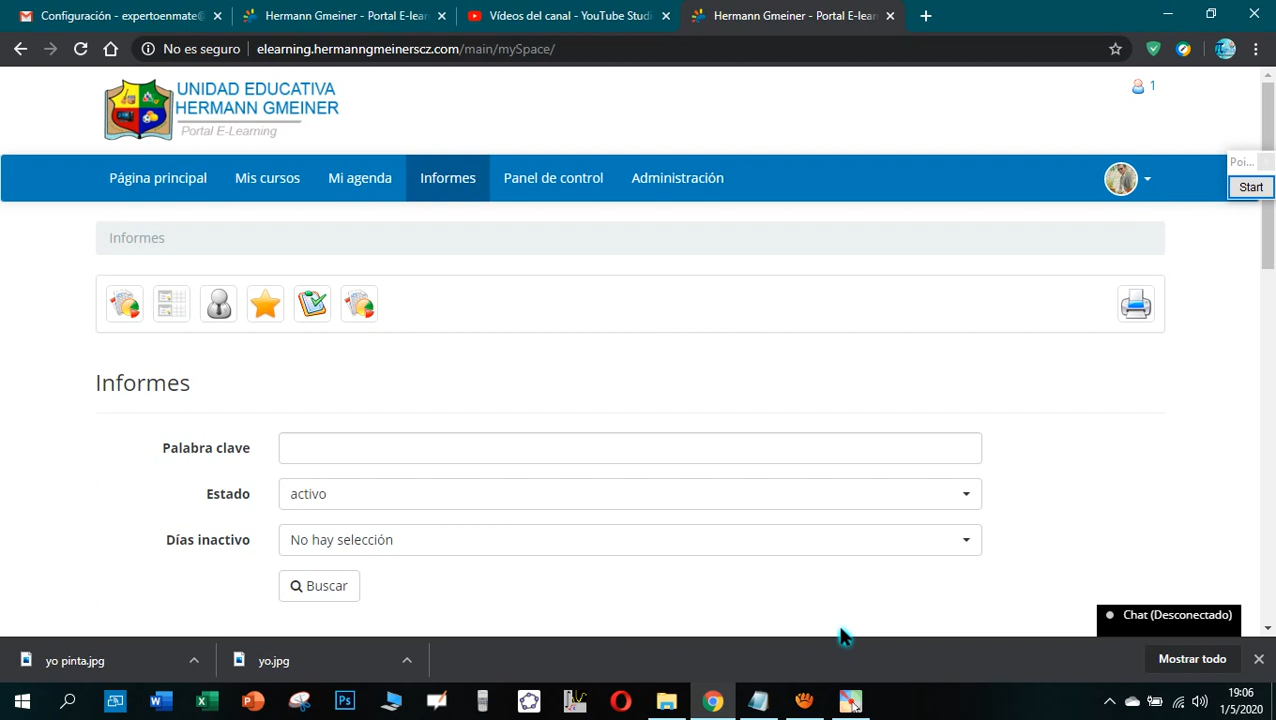 Configuración - expertoenmate@
Hermann Gmeiner - Portal E-lear
Vídeos del canal - YouTube Studi
Hermann Gmeiner - Portal E-lear
No es seguro
elearning.hermanngmeinerscz.com/main/mySpace/
UNIDAD EDUCATIVA
HERMANN GMEINER
Portal E-Learning
1
Página principal
Mis cursos
Mi agenda
Informes
Panel de control
Administración
Poi...
Start
Informes
Informes
Palabra clave
Estado
activo
Días inactivo
No hay selección
Buscar
Chat (Desconectado)
yo pinta.jpg
yo.jpg
Mostrar todo
19:06
1/5/2020